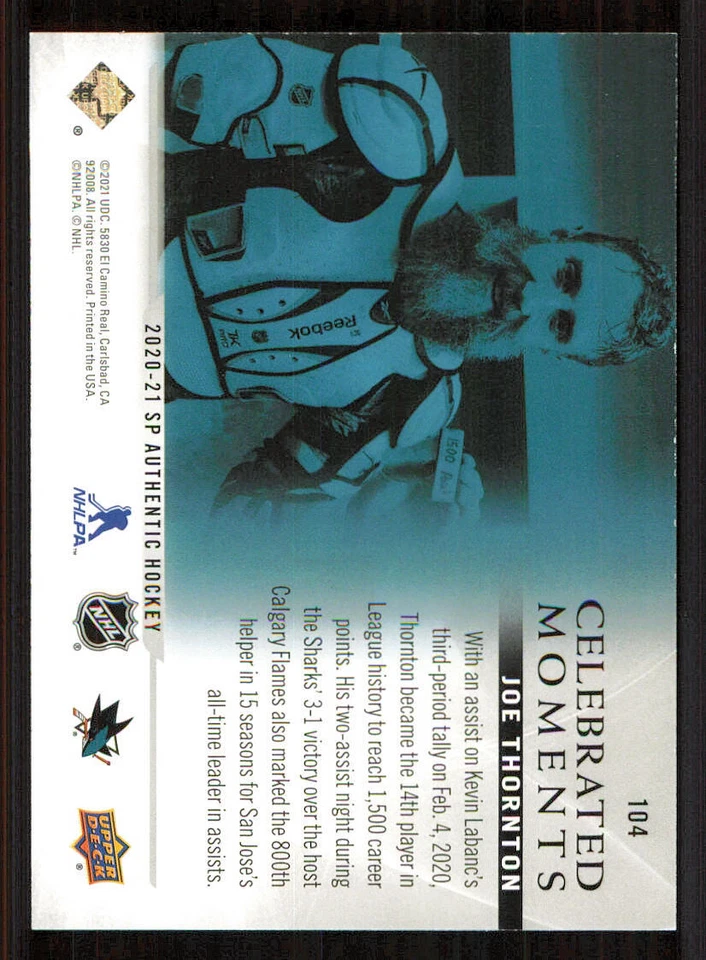 104
CELEBRATED
MOMENTS
JOE THORNTON
With an assist on Kevin Labanc's
third-period tally on Feb. 4, 2020,
Thornton became the 14th player in
League history to reach 1,500 career
points. His two-assist night during
the Sharks' 3-1 victory over the host
Calgary Flames also marked the 800th
helper in 15 seasons for San Jose's
all-time leader in assists.
Reebok
1500
2020-21 SP AUTHENTIC HOCKEY
©2021 UDC. 5830 El Camino Real, Carlsbad, CA
92008. All rights reserved. Printed in the USA.
©NHLPA. ©NHL.
®
NHLPA™
NHL®
UPPER
DECK®